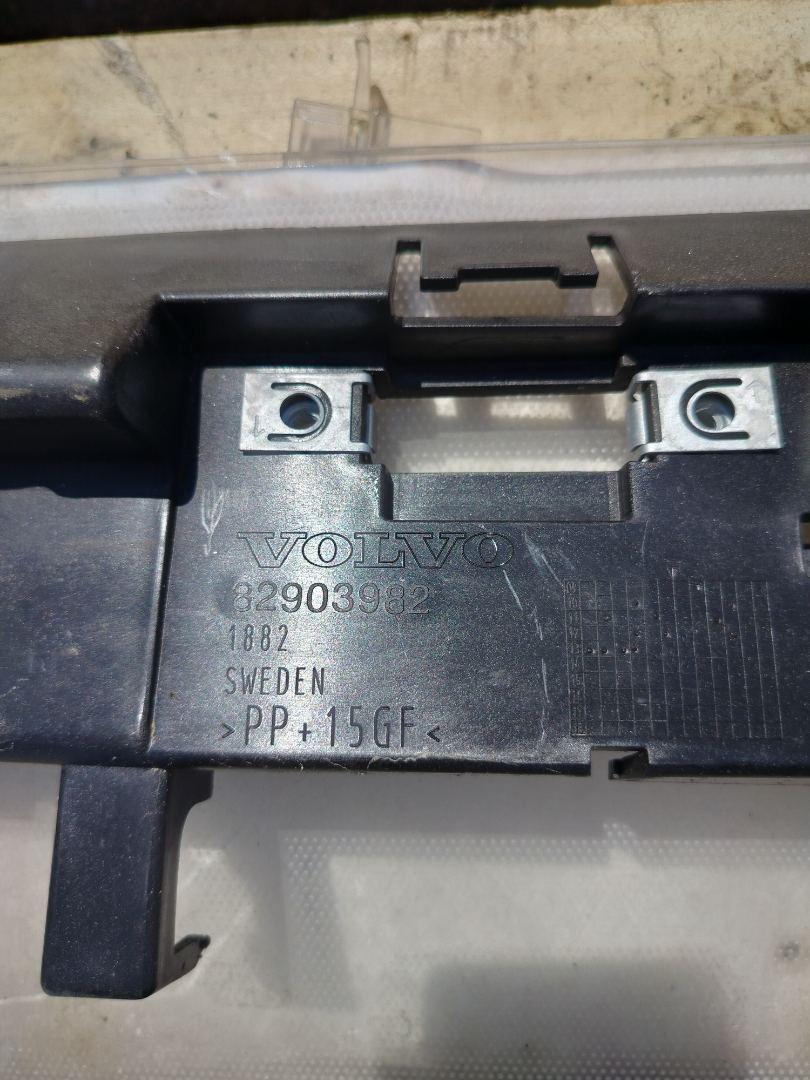 VOLVO
82903982
1882
SWEDEN
>PP+15GF<